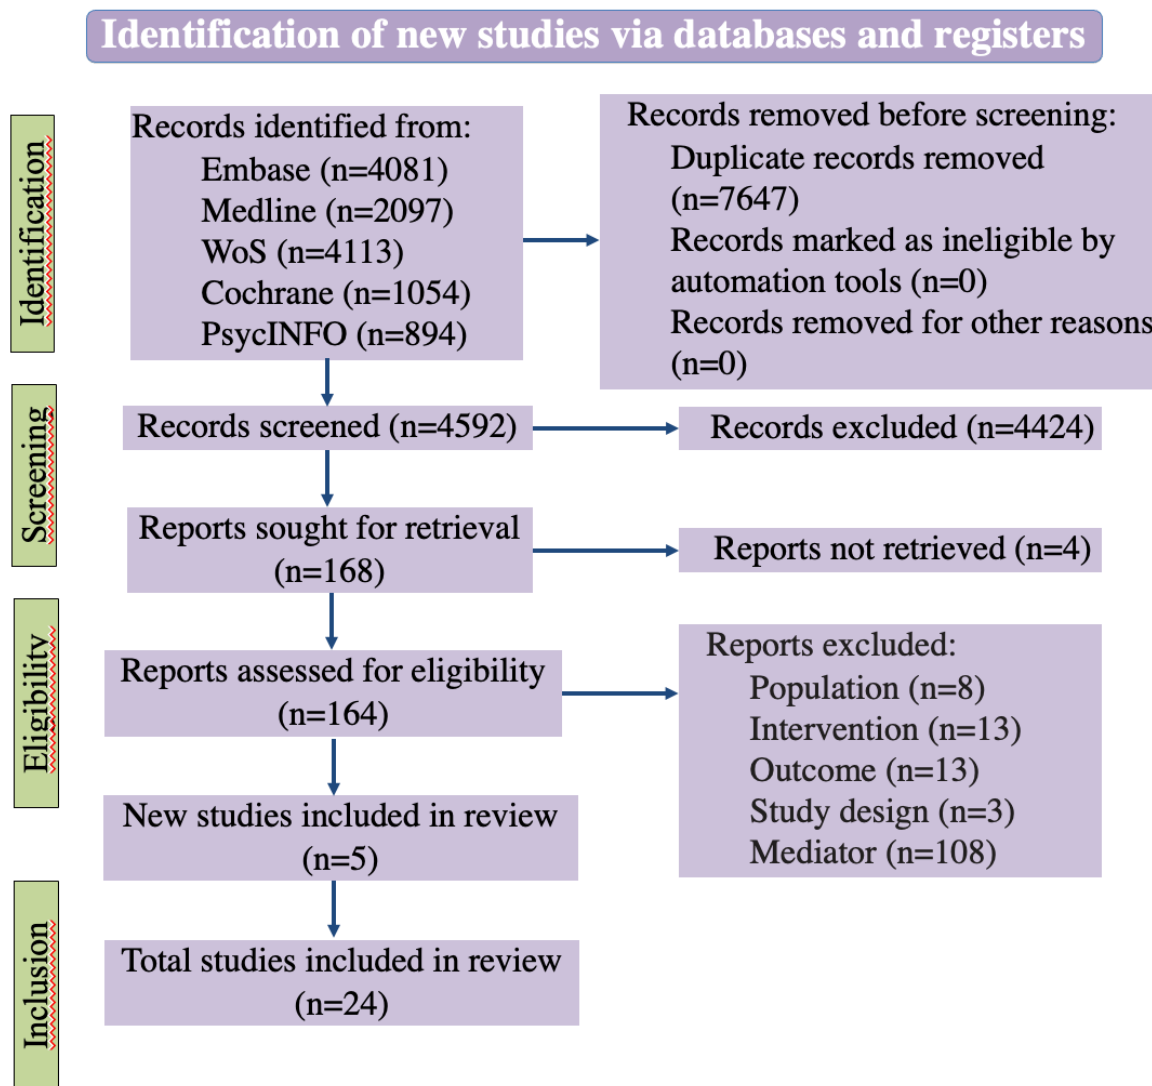 Identification of new studies via databases and registers
Identification
Records identified from:
Embase (n=4081)
Medline (n=2097)
WoS (n=4113)
Cochrane (n=1054)
PsycINFO (n=894)
Records removed before screening:
Duplicate records removed
(n=7647)
Records marked as ineligible by
automation tools (n=0)
Records removed for other reasons
(n=0)
Screening
Records screened (n=4592)
Records excluded (n=4424)
Reports sought for retrieval
(n=168)
Reports not retrieved (n=4)
Eligibility
Reports assessed for eligibility
(n=164)
Reports excluded:
Population (n=8)
Intervention (n=13)
Outcome (n=13)
Study design (n=3)
Mediator (n=108)
New studies included in review
(n=5)
Inclusion
Total studies included in review
(n=24)